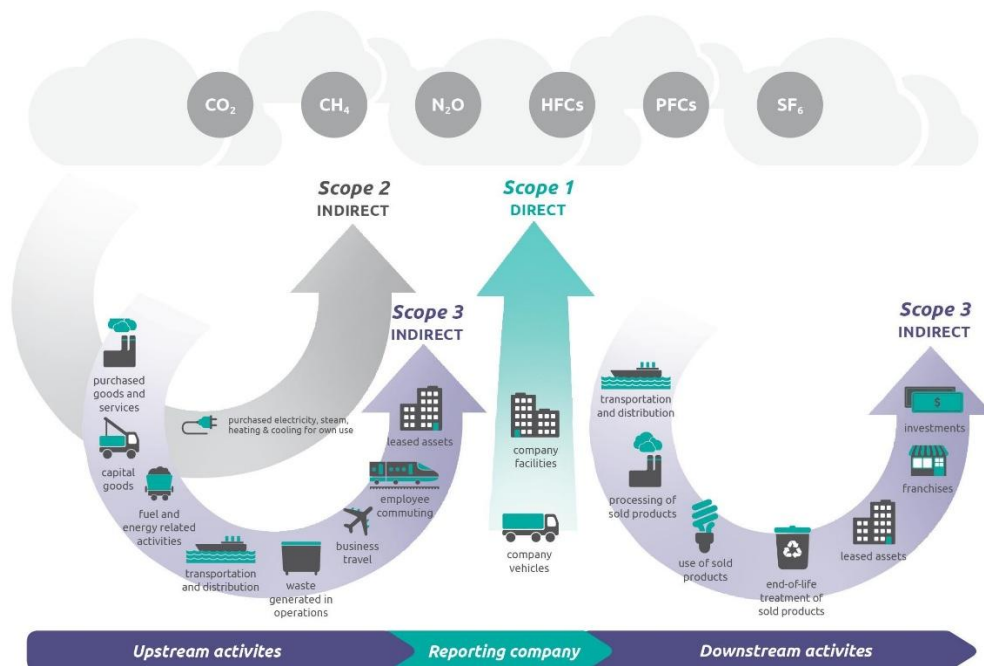 CO₂
CH₄
N₂O
HFCs
PFCs
SF₆
Scope 2
INDIRECT
Scope 1
DIRECT
Scope 3
INDIRECT
Scope 3
INDIRECT
purchased
goods and
services
capital
goods
fuel and
energy related
activities
purchased electricity, steam,
heating & cooling for own use
transportation
and distribution
waste
generated in
operations
business
travel
employee
commuting
leased assets
company
facilities
company
vehicles
transportation
and distribution
processing of
sold products
use of sold
products
end-of-life
treatment of
sold products
leased assets
franchises
$
investments
Upstream activites
Reporting company
Downstream activites